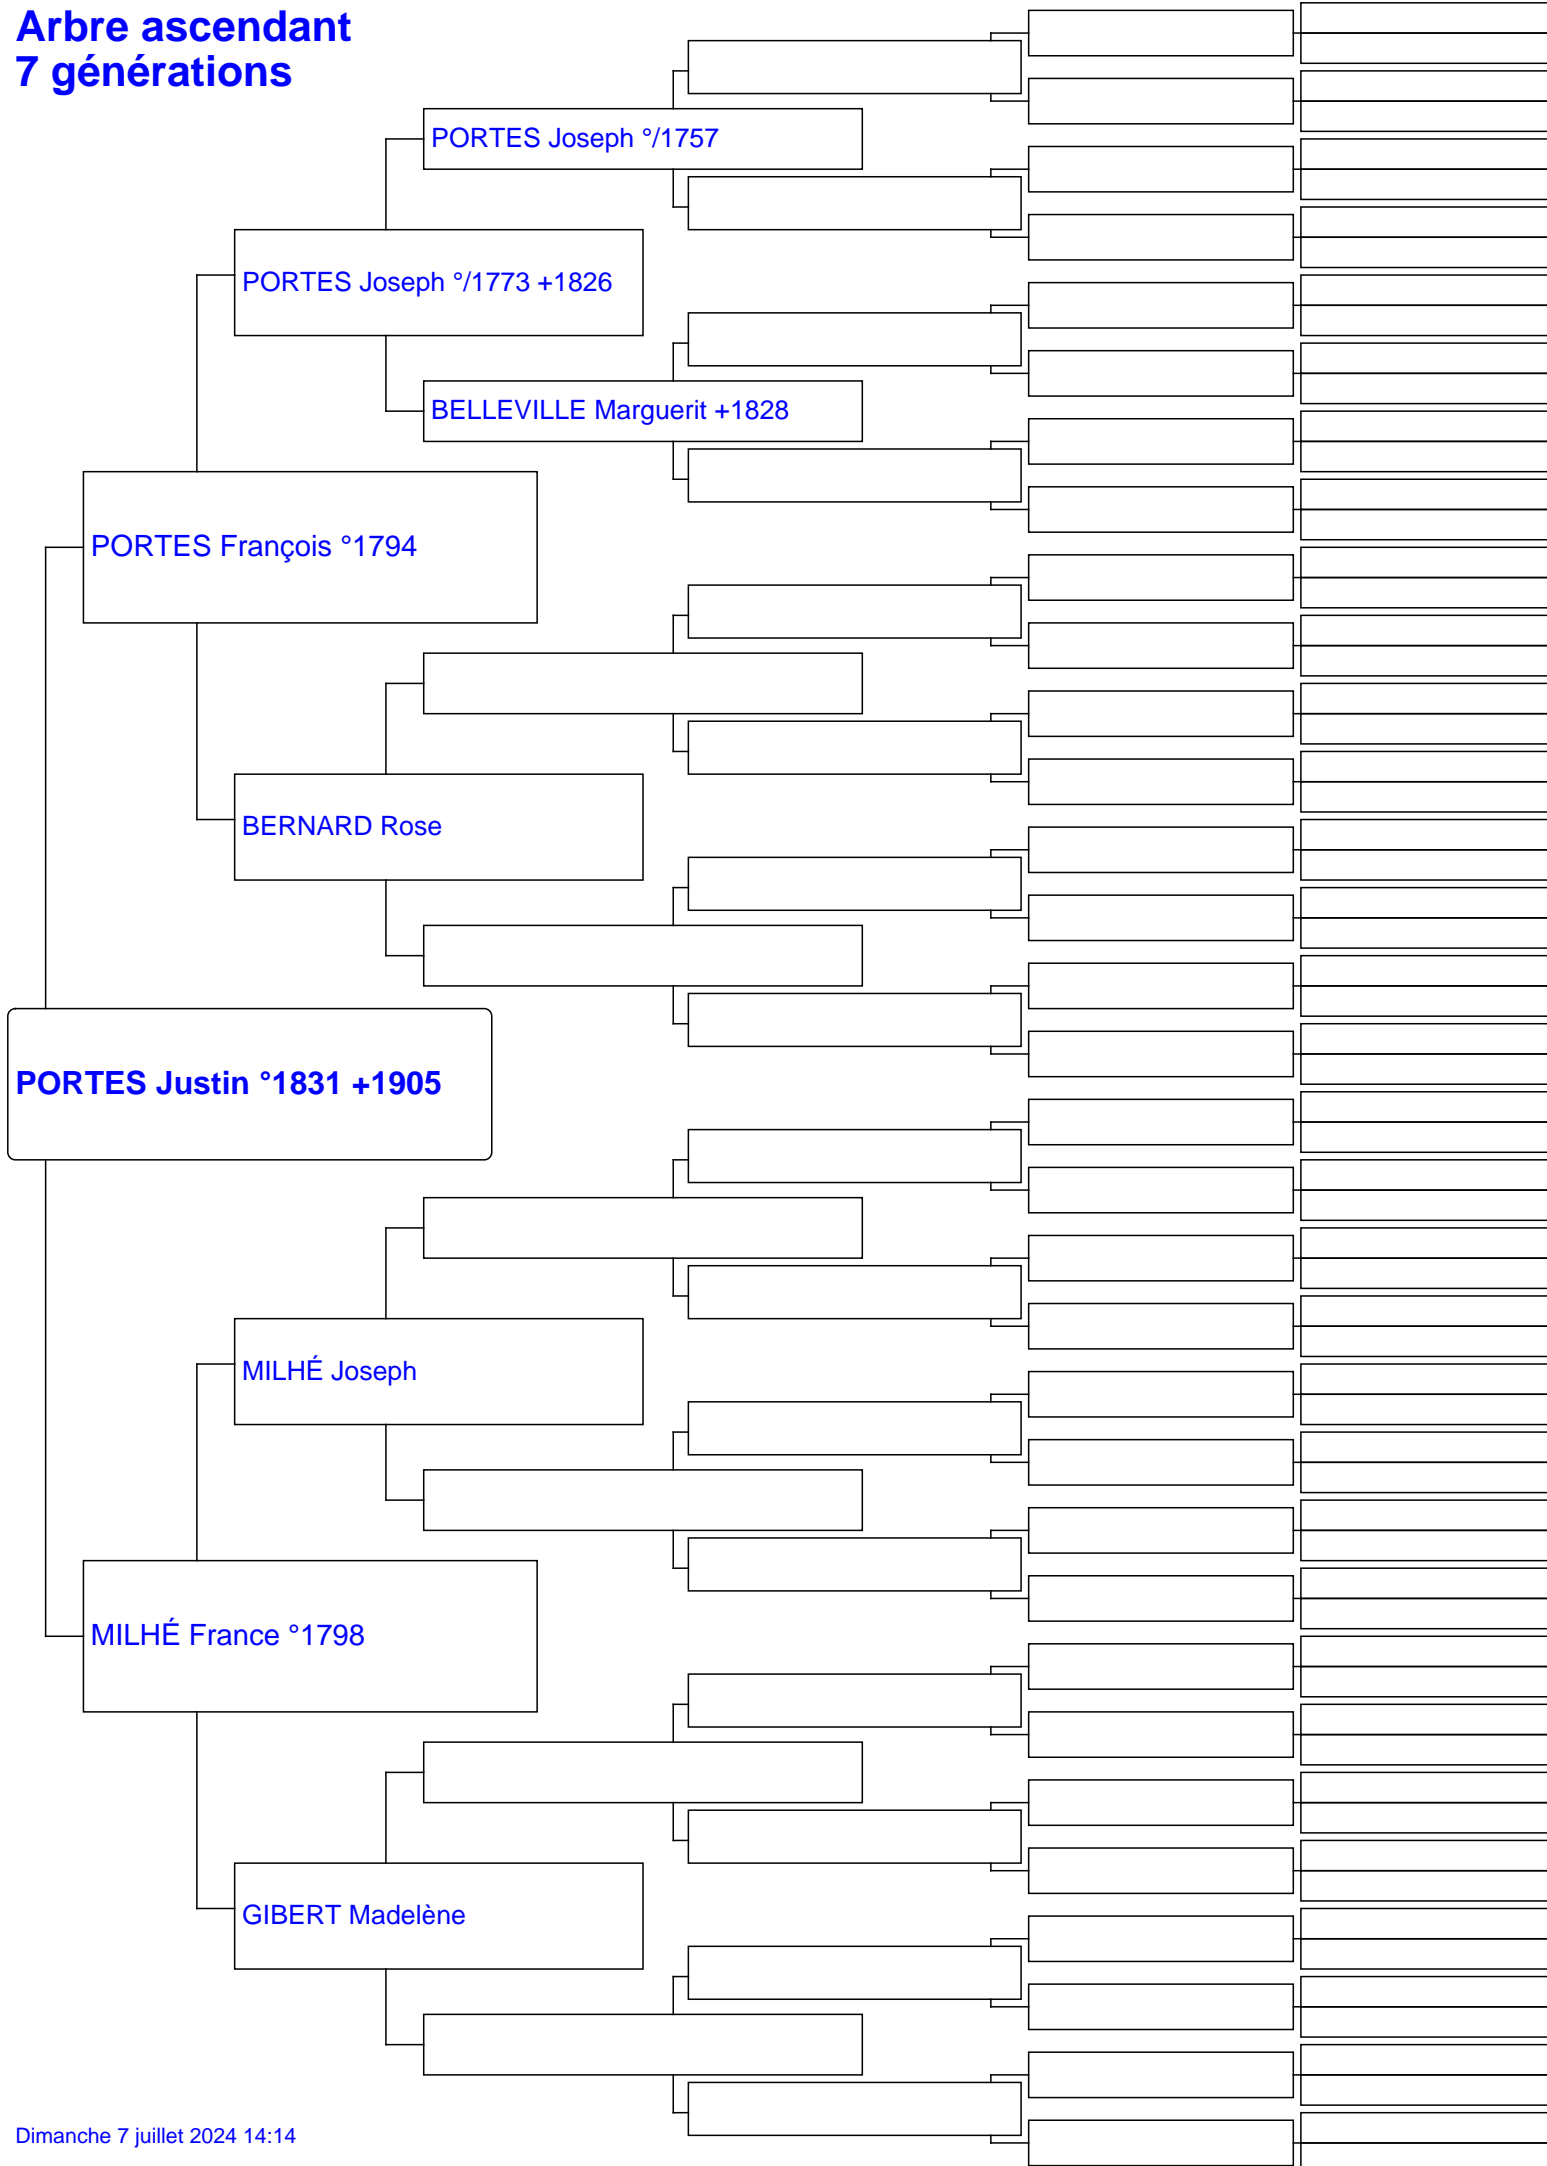 Arbre ascendant
7 générations
PORTES Joseph °/1757
PORTES Joseph °/1773 +1826
BELLEVILLE Marguerit +1828
PORTES François °1794
BERNARD Rose
PORTES Justin °1831 +1905
MILHÉ Joseph
MILHÉ France °1798
GIBERT Madelène
Dimanche 7 juillet 2024 14:14